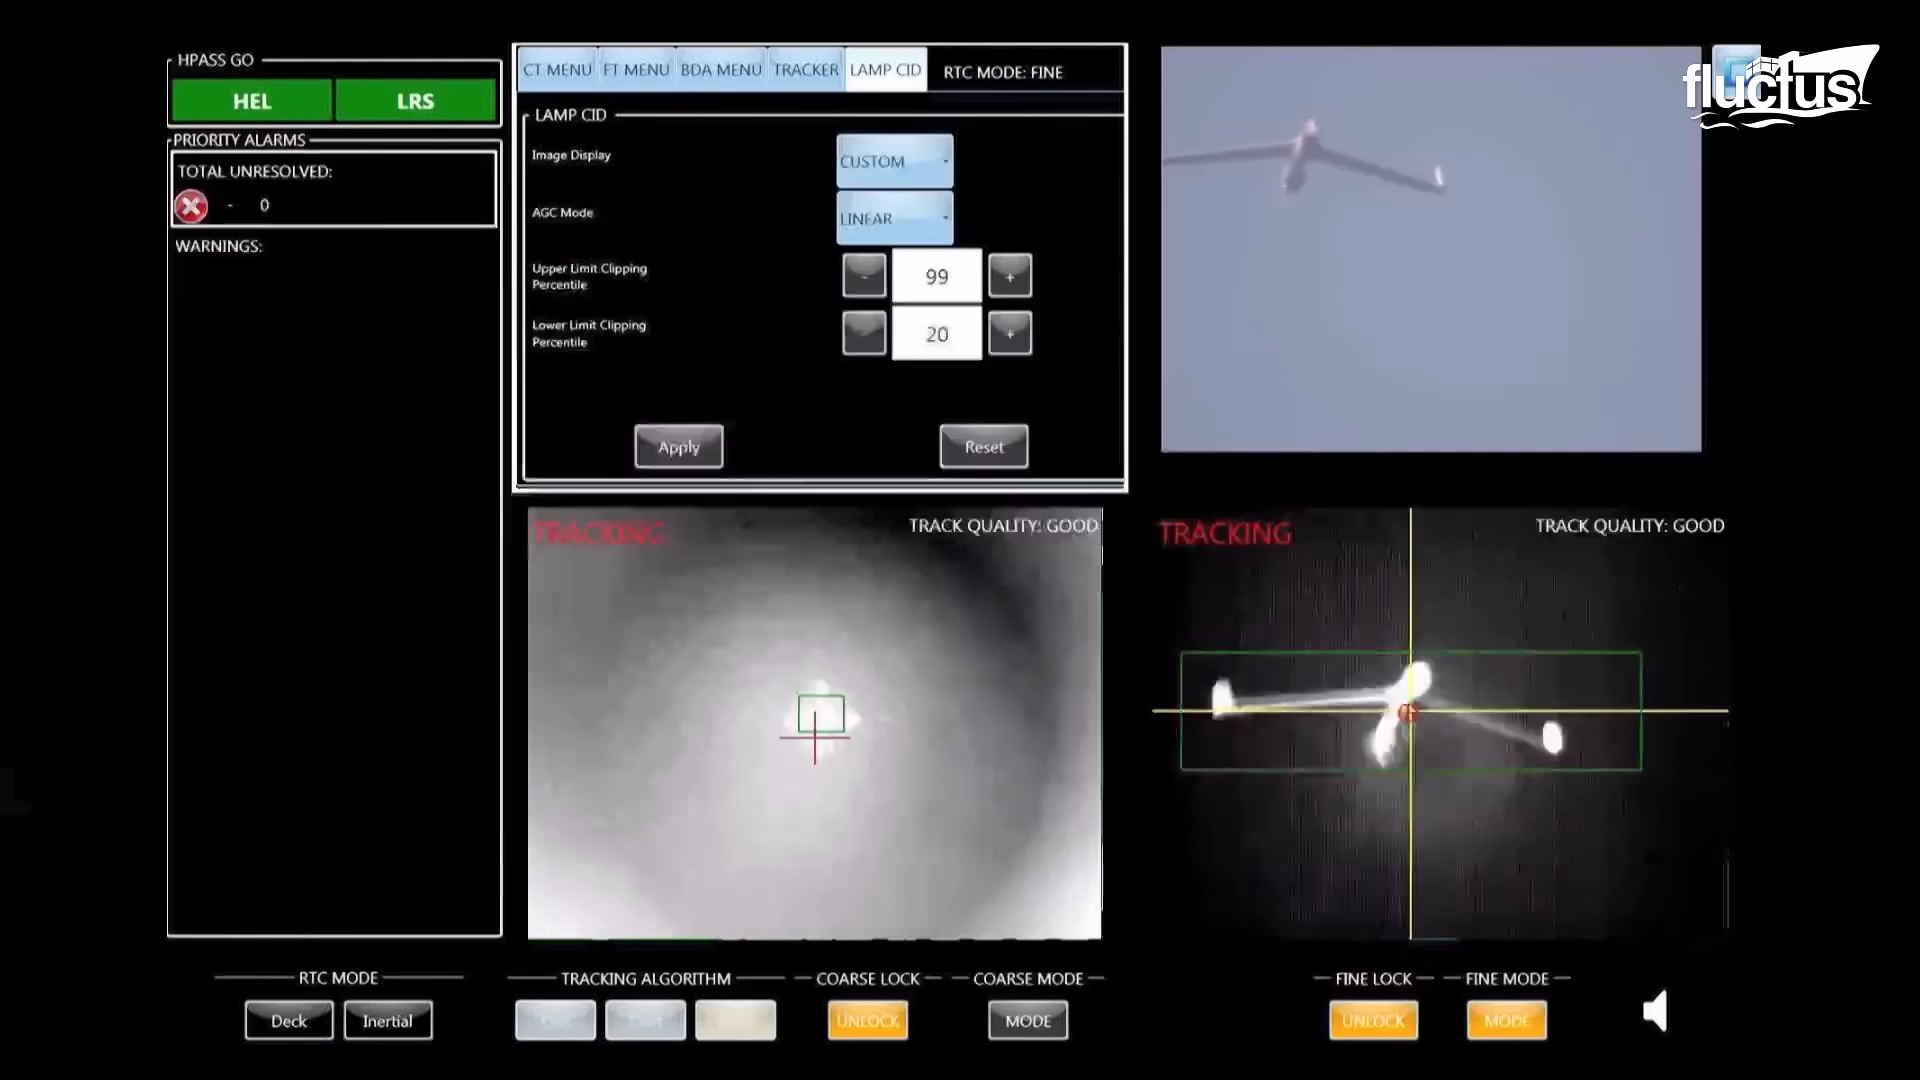 HPASS GO
HEL
LRS
PRIORITY ALARMS
TOTAL UNRESOLVED:
- 0
WARNINGS:
CT MENU
FT MENU
BDA MENU
TRACKER
LAMP CID
RTC MODE: FINE
LAMP CID
Image Display
CUSTOM
AGC Mode
LINEAR
Upper Limit Clipping
Percentile
-
99
+
Lower Limit Clipping
Percentile
20
+
Apply
Reset
fluctus
TRACKING
TRACK QUALITY: GOOD
TRACKING
TRACK QUALITY: GOOD
RTC MODE
Deck
Inertial
TRACKING ALGORITHM
COARSE LOCK
UNLOCK
COARSE MODE
MODE
FINE LOCK
UNLOCK
FINE MODE
MODE